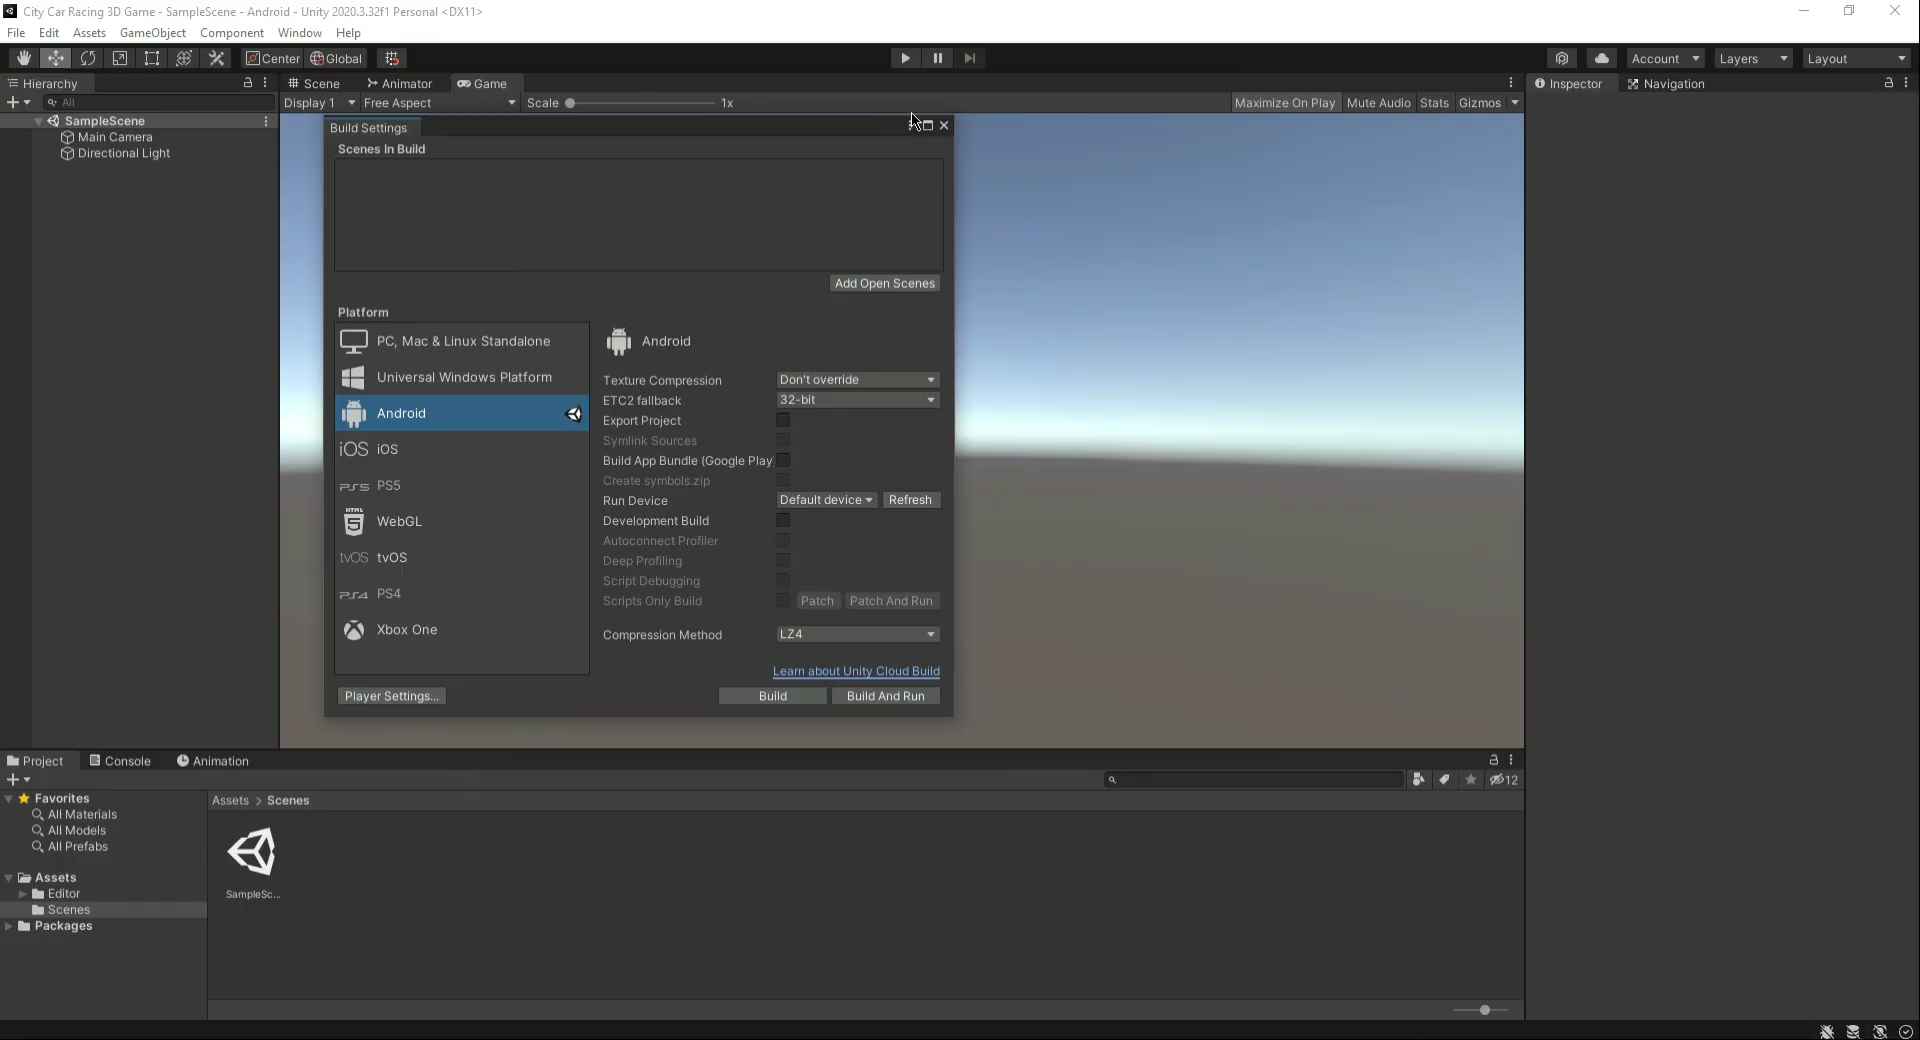 City Car Racing 3D Game - SampleScene - Android - Unity 2020.3.32f1 Personal <DX11>
File Edit Assets GameObject Component Window Help
Center Global Account Layers Layout
Hierarchy Scene Animator Game Inspector Navigation
All Display 1 Free Aspect Scale 1x Maximize On Play Mute Audio Stats Gizmos
SampleScene
Main Camera
Directional Light
Build Settings
Scenes In Build
Add Open Scenes
Platform
PC, Mac & Linux Standalone
Universal Windows Platform
Android
iOS iOS
PS5 PS5
HTML 5 WebGL
tvOS tvOS
PS4 PS4
Xbox One
Android
Texture Compression Don't override
ETC2 fallback 32-bit
Export Project
Symlink Sources
Build App Bundle (Google Play
Create symbols.zip
Run Device Default device Refresh
Development Build
Autoconnect Profiler
Deep Profiling
Script Debugging
Scripts Only Build Patch Patch And Run
Compression Method LZ4
Learn about Unity Cloud Build
Player Settings... Build Build And Run
Project Console Animation
12
Favorites
All Materials
All Models
All Prefabs
Assets
Editor
Scenes
Packages
Assets > Scenes
SampleSc...